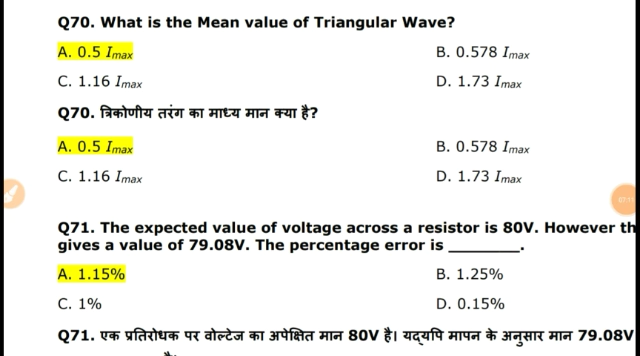 Q70. What is the Mean value of Triangular Wave?
A. 0.5 Imax B. 0.578 Imax
C. 1.16 Imax D. 1.73 Imax
Q70. त्रिकोणीय तरंग का माध्य मान क्या है?
A. 0.5 Imax B. 0.578 Imax
C. 1.16 Imax D. 1.73 Imax
Q71. The expected value of voltage across a resistor is 80V. However th
gives a value of 79.08V. The percentage error is ________.
A. 1.15% B. 1.25%
C. 1% D. 0.15%
Q71. एक प्रतिरोधक पर वोल्टेज का अपेक्षित मान 80V है। यद्यपि मापन के अनुसार मान 79.08V